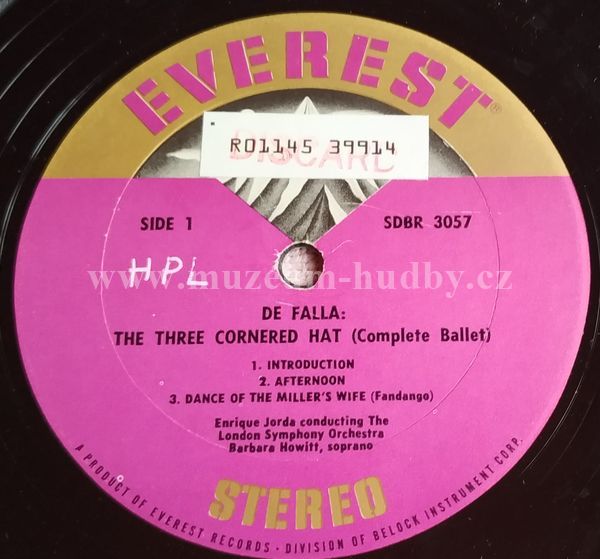 EVEREST®
R01145 39914
DISCARD
SIDE 1
SDBR 3057
HPL
www.muzeum-hudby.cz
DE FALLA:
THE THREE CORNERED HAT (Complete Ballet)
1. INTRODUCTION
2. AFTERNOON
3. DANCE OF THE MILLER'S WIFE (Fandango)
Enrique Jorda conducting The
London Symphony Orchestra
Barbara Howitt, soprano
STEREO
A PRODUCT OF EVEREST RECORDS · DIVISION OF BELOCK INSTRUMENT CORP.